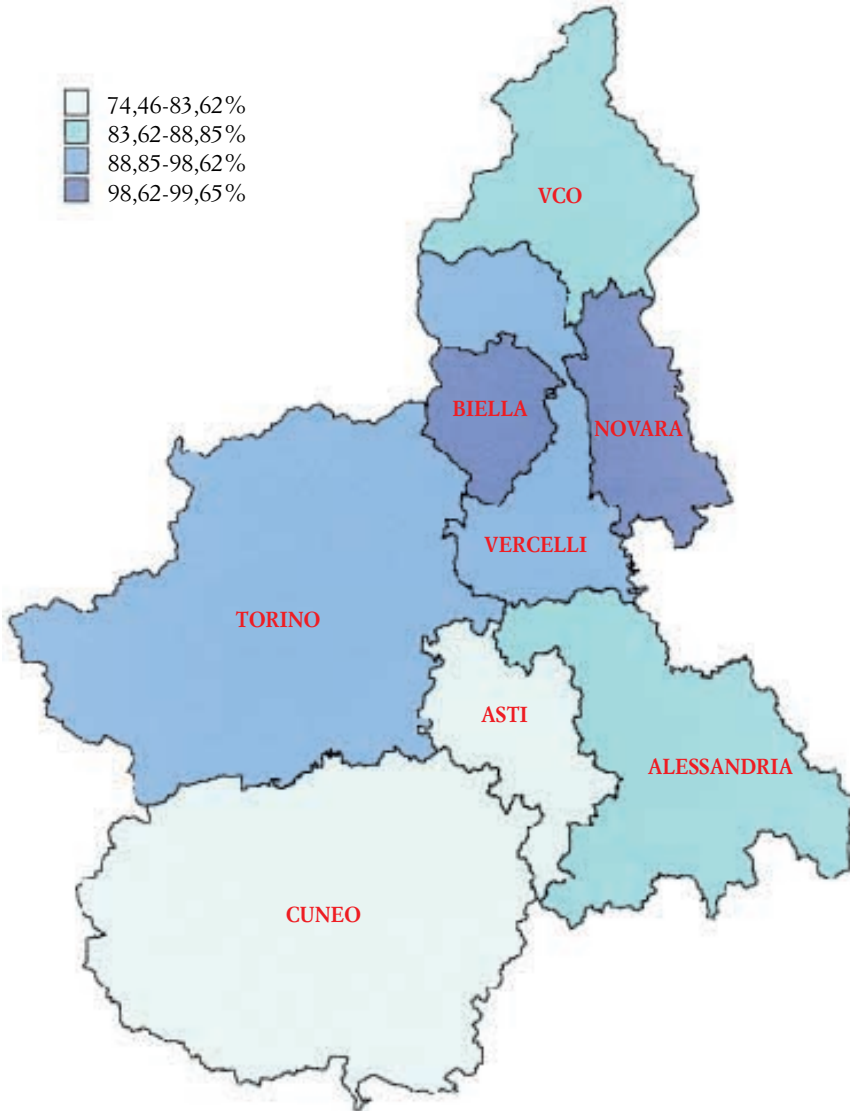 74,46-83,62%
83,62-88,85%
88,85-98,62%
98,62-99,65%
VCO
BIELLA
NOVARA
VERCELLI
TORINO
ASTI
ALESSANDRIA
CUNEO